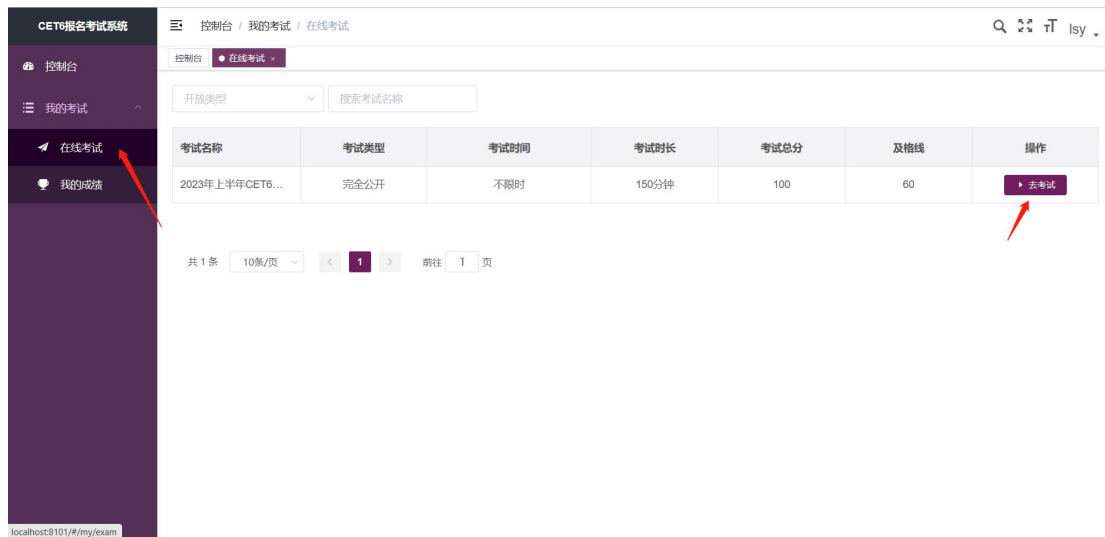 CET6报名考试系统
控制台 / 我的考试 / 在线考试
lsy
控制台
在线考试 ×
控制台
我的考试
在线考试
我的成绩
开放类型
搜索考试名称
考试名称 考试类型 考试时间 考试时长 考试总分 及格线 操作
2023年上半年CET6... 完全公开 不限时 150分钟 100 60 去考试
共 1 条 10条/页 < 1 > 前往 1 页
localhost:8101/#/my/exam